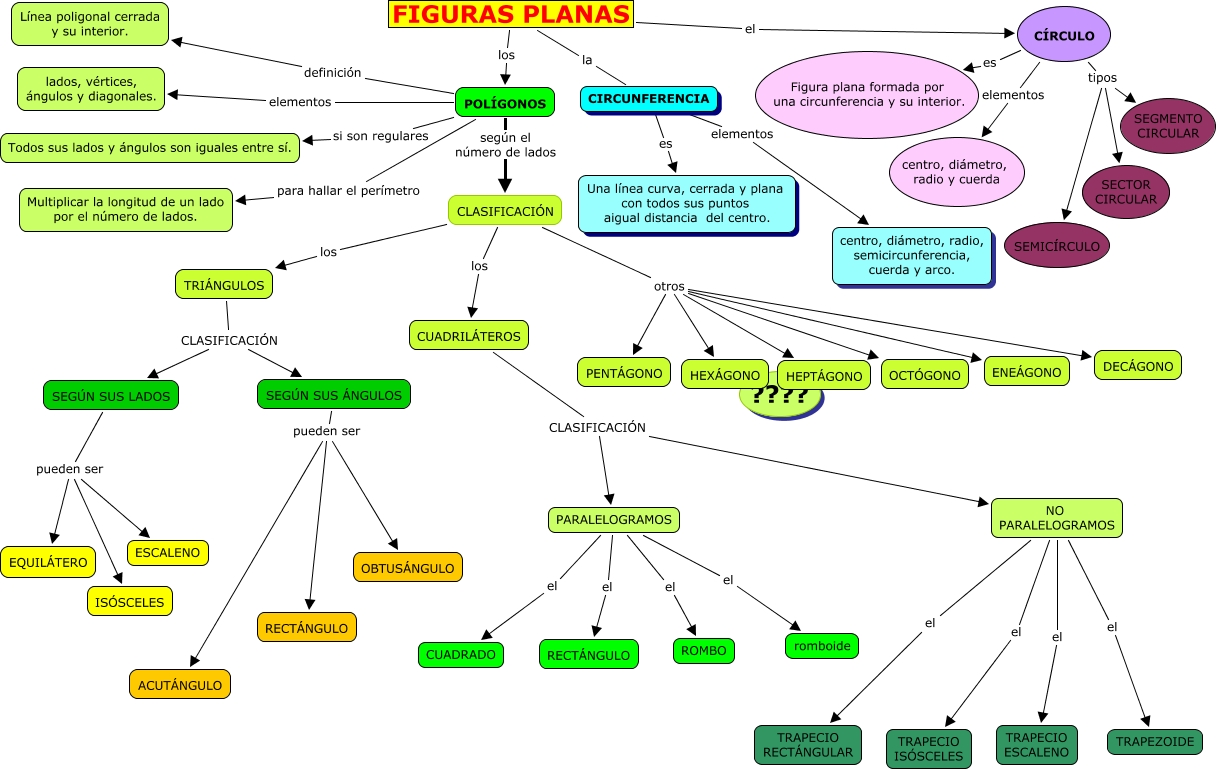 FIGURAS PLANAS
Línea poligonal cerrada
y su interior.
el
CÍRCULO
los
la
definición
es
tipos
lados, vértices,
ángulos y diagonales.
elementos
POLÍGONOS
CIRCUNFERENCIA
Figura plana formada por
una circunferencia y su interior.
elementos
SEGMENTO
CIRCULAR
Todos sus lados y ángulos son iguales entre sí.
si son regulares
según el
número de lados
es
elementos
centro, diámetro,
radio y cuerda
SECTOR
CIRCULAR
Multiplicar la longitud de un lado
por el número de lados.
para hallar el perímetro
CLASIFICACIÓN
Una línea curva, cerrada y plana
con todos sus puntos
aigual distancia  del centro.
centro, diámetro, radio,
semicircunferencia,
cuerda y arco.
SEMICÍRCULO
los
los
otros
TRIÁNGULOS
CUADRILÁTEROS
CLASIFICACIÓN
PENTÁGONO
HEXÁGONO
HEPTÁGONO
OCTÓGONO
ENEÁGONO
DECÁGONO
????
SEGÚN SUS LADOS
SEGÚN SUS ÁNGULOS
pueden ser
pueden ser
CLASIFICACIÓN
EQUILÁTERO
ESCALENO
ISÓSCELES
OBTUSÁNGULO
RECTÁNGULO
ACUTÁNGULO
PARALELOGRAMOS
NO
PARALELOGRAMOS
el
el
el
el
CUADRADO
RECTÁNGULO
ROMBO
romboide
el
el
el
el
TRAPECIO
RECTÁNGULAR
TRAPECIO
ISÓSCELES
TRAPECIO
ESCALENO
TRAPEZOIDE